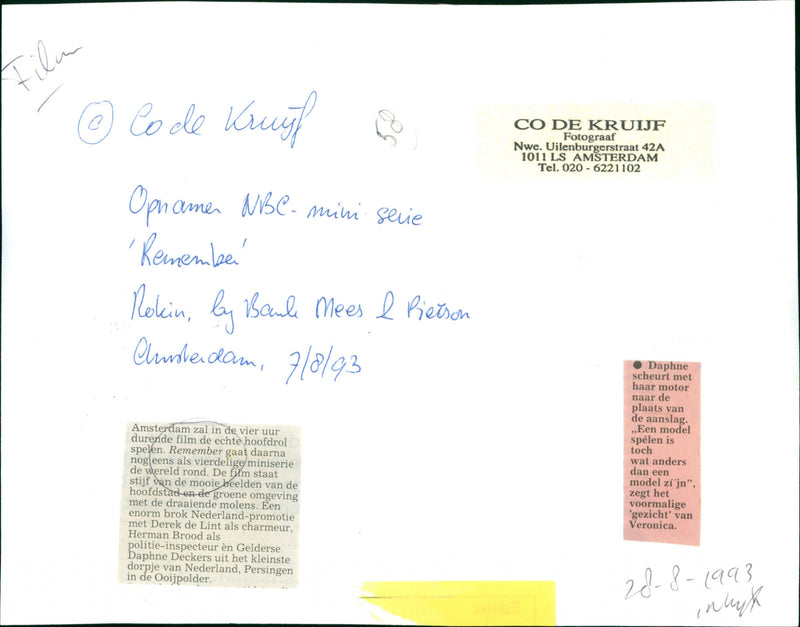 Film
© Co de Kruijf
58
CO DE KRUIJF
Fotograaf
Nwe. Uilenburgerstraat 42A
1011 LS AMSTERDAM
Tel. 020 - 6221102
Opnamen NBC-mini serie
'Remember'
Rokin, by Bank Mees & Pierson
Amsterdam, 7/8/93
Amsterdam zal in de vier uur
durende film de echte hoofdrol
spelen. Remember gaat daarna
nog eens als vierdelige miniserie
de wereld rond. De film staat
stijf van de mooie beelden van de
hoofdstad en de groene omgeving
met de draaiende molens. Een
enorm brok Nederland-promotie
met Derek de Lint als charmeur,
Herman Brood als
politie-inspecteur èn Gelderse
Daphne Deckers uit het kleinste
dorpje van Nederland, Persingen
in de Ooijpolder.
● Daphne
scheurt met
haar motor
naar de
plaats van
de aanslag.
„Een model
spélen is
toch
wat anders
dan een
model zí´jn”,
zegt het
voormalige
'gezicht' van
Veronica.
28-8-1993